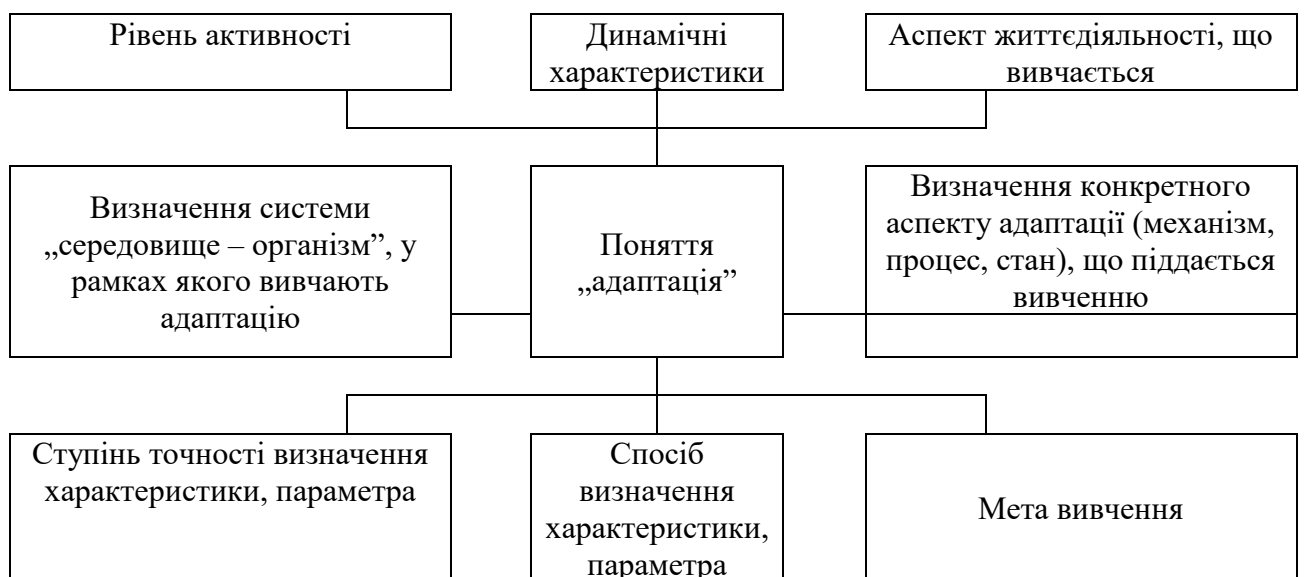 Рівень активності
Динамічні
характеристики
Аспект життєдіяльності, що
вивчається
Визначення системи
„середовище – організм”, у
рамках якого вивчають
адаптацію
Поняття
„адаптація”
Визначення конкретного
аспекту адаптації (механізм,
процес, стан), що піддається
вивченню
Ступінь точності визначення
характеристики, параметра
Спосіб
визначення
характеристики,
параметра
Мета вивчення